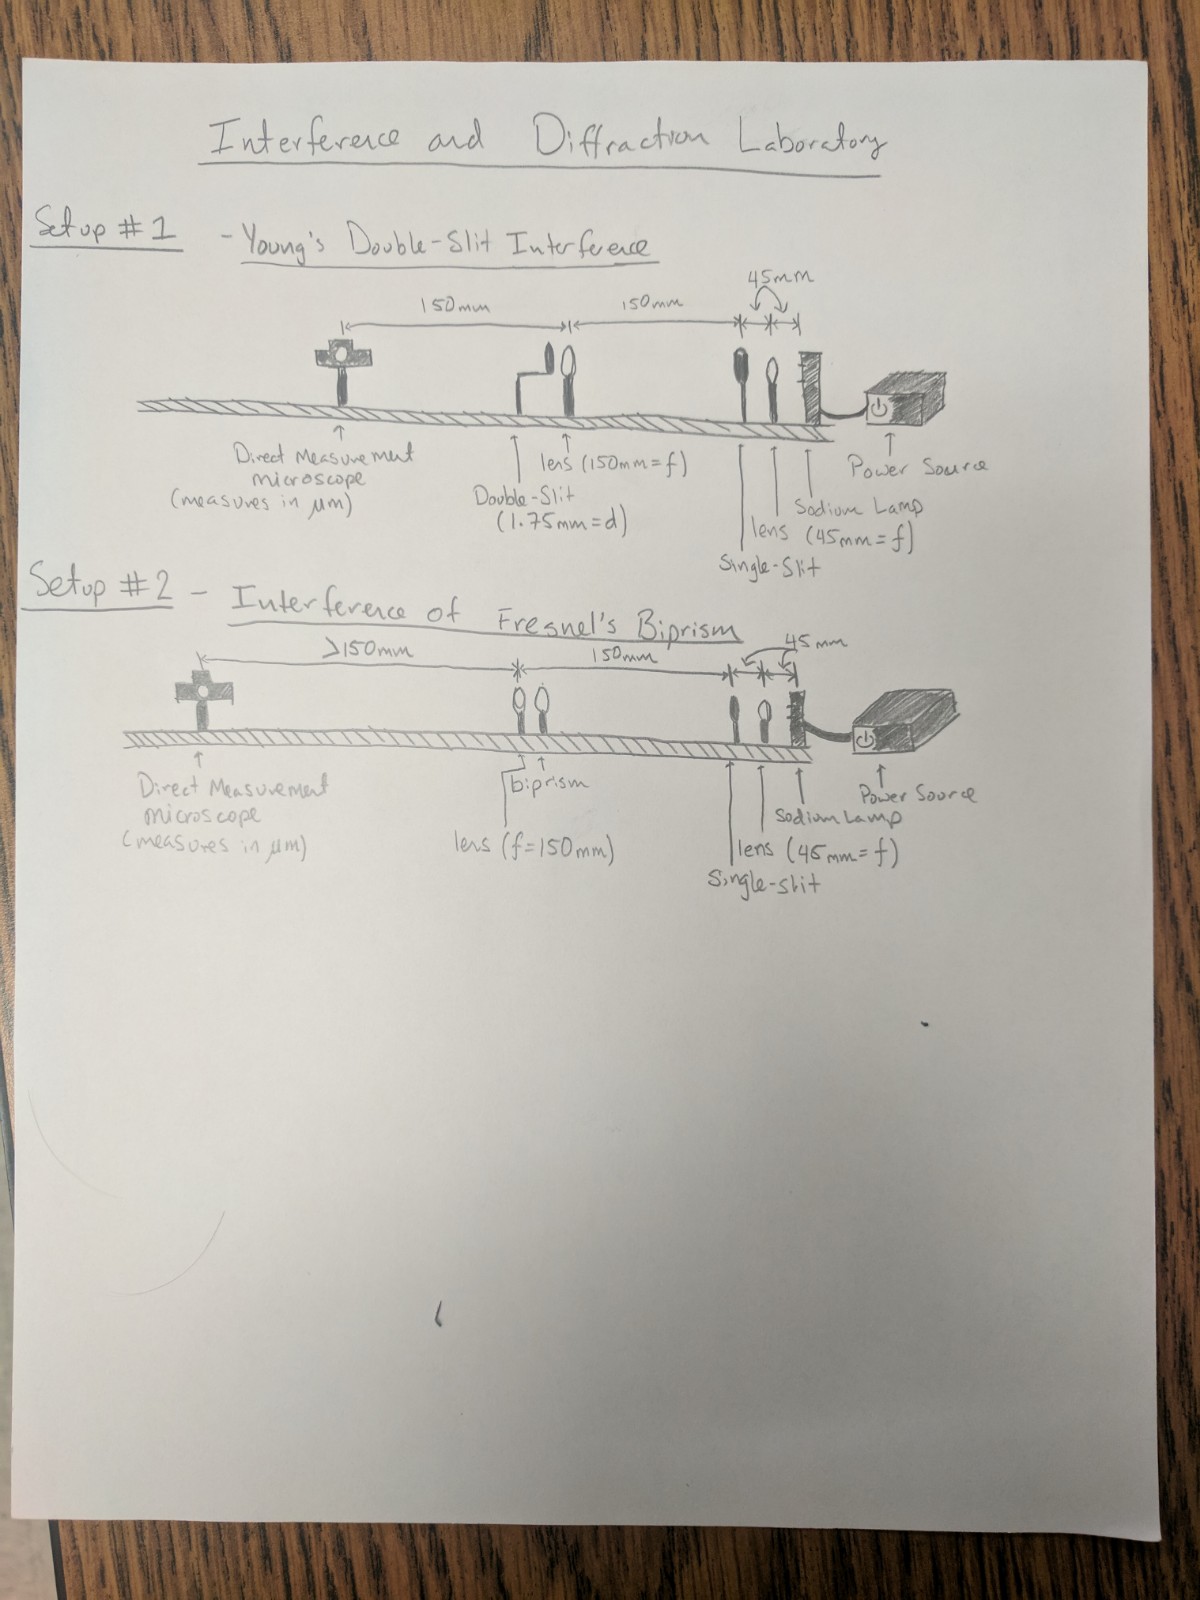 Interference and Diffraction Laboratory
Setup #1 - Young's Double-Slit Interference
45mm
150mm 150mm
Direct Measurement
microscope
(measures in μm)
Double-Slit
(1.75mm=d)
lens (150mm=f)
Single-Slit
lens (45mm=f)
Sodium Lamp
Power Source
Setup #2 - Interference of Fresnel's Biprism
>150mm 150mm 45mm
Direct Measurement
microscope
(measures in μm)
biprism
lens (f=150mm)
Single-slit
lens (45mm=f)
Sodium Lamp
Power Source